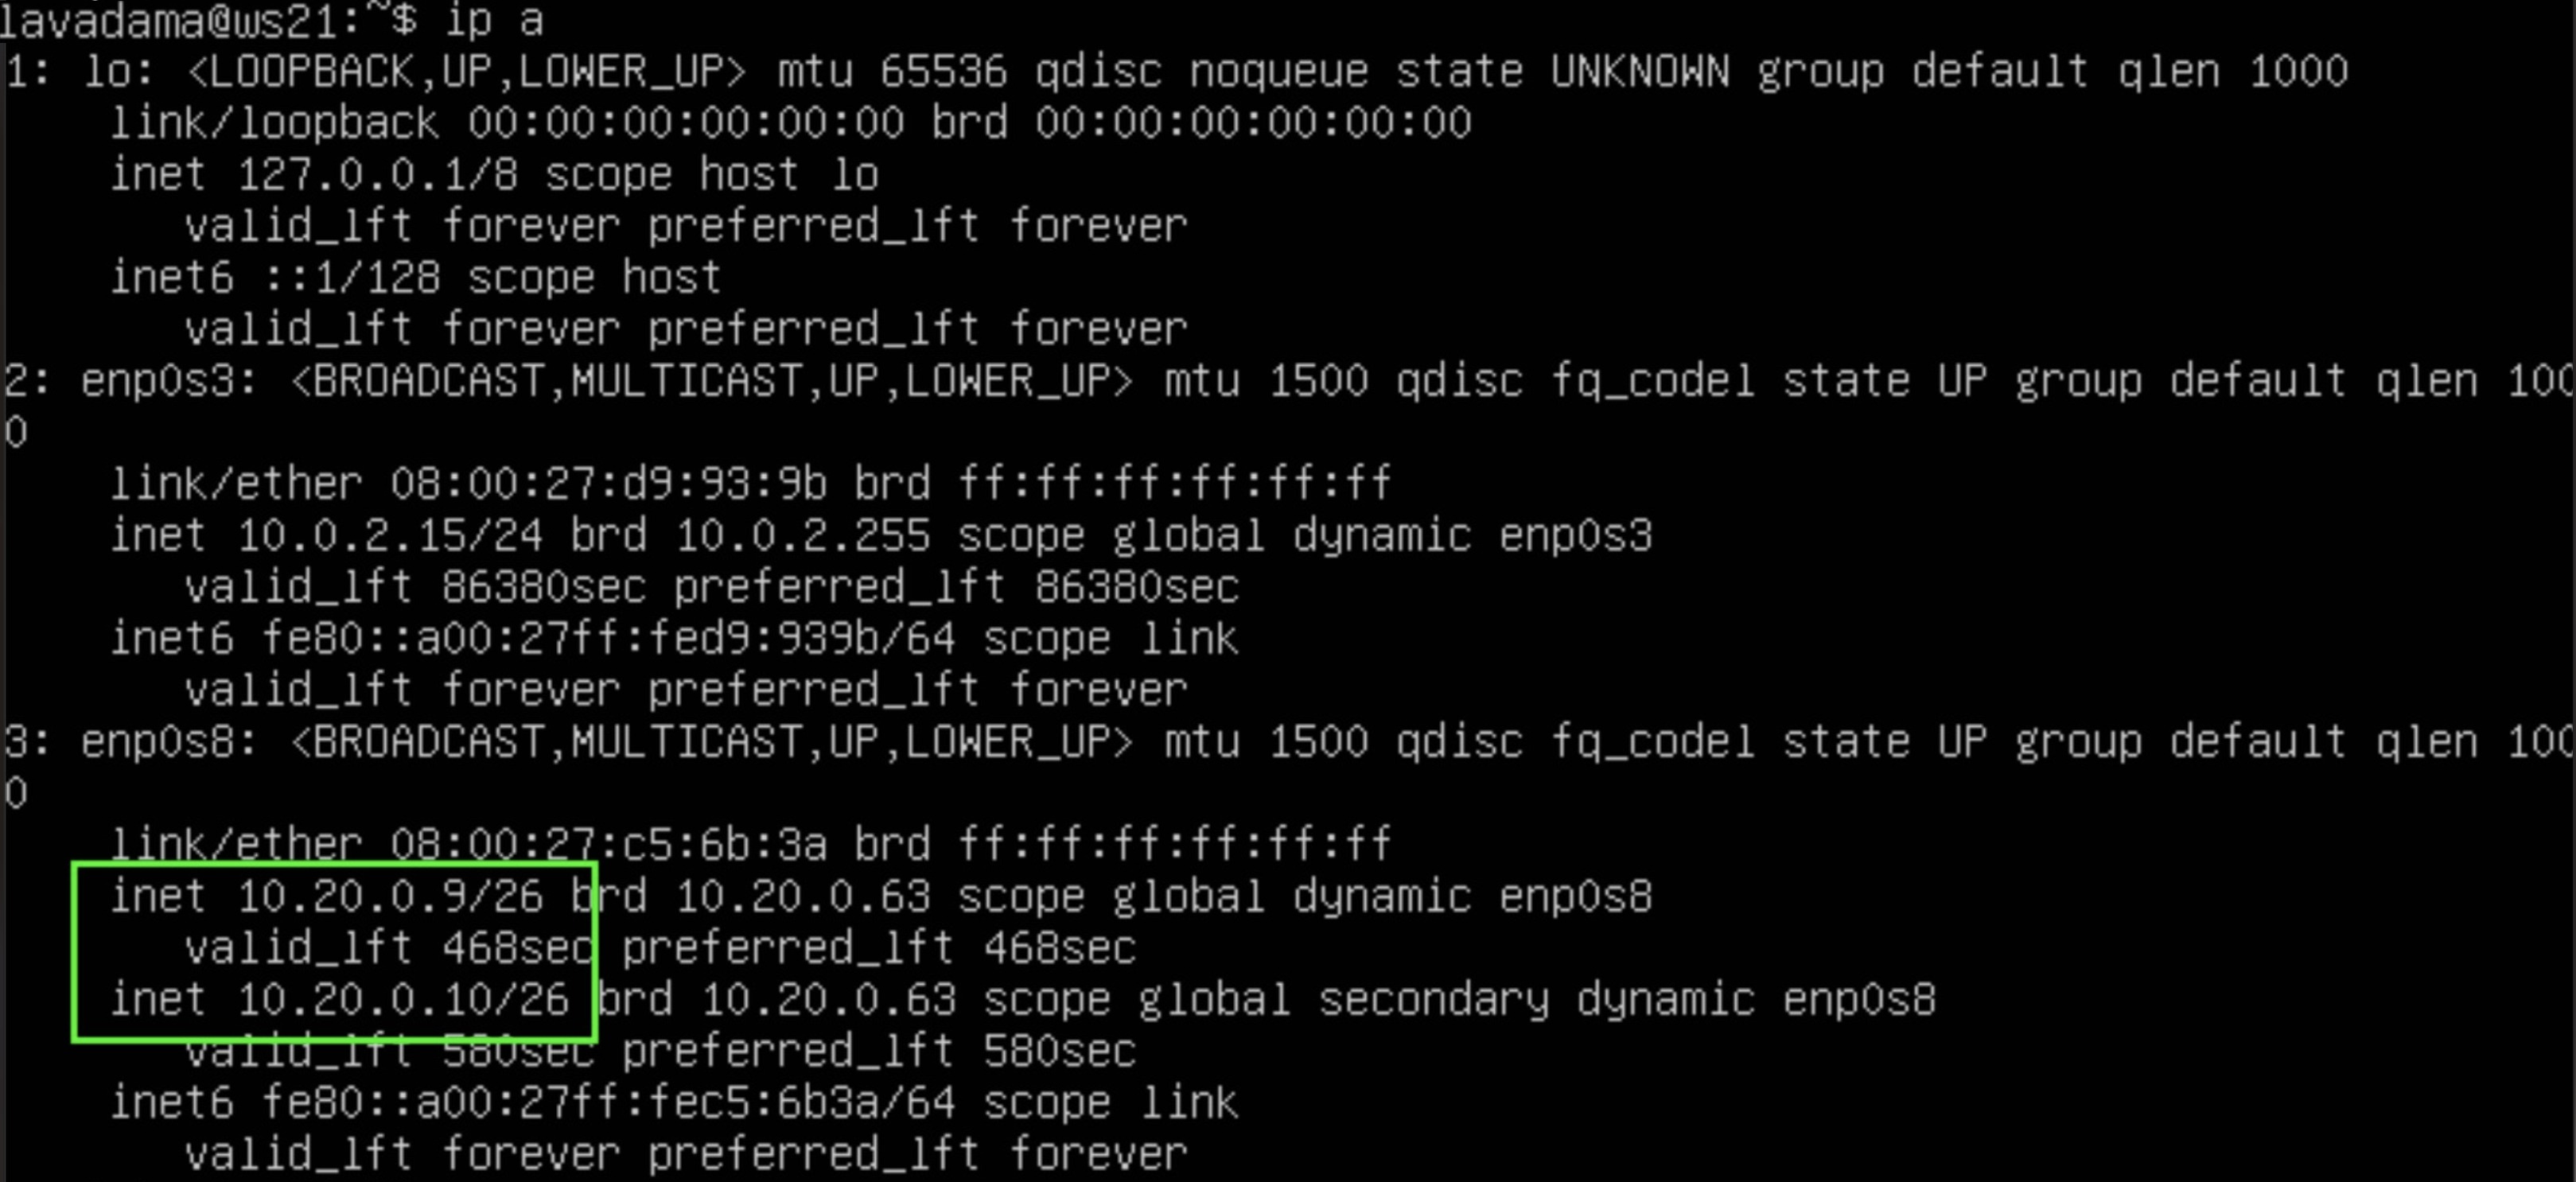 lavadama@ws21:~$ ip a
1: lo: <LOOPBACK,UP,LOWER_UP> mtu 65536 qdisc noqueue state UNKNOWN group default qlen 1000
link/loopback 00:00:00:00:00:00 brd 00:00:00:00:00:00
inet 127.0.0.1/8 scope host lo
valid_lft forever preferred_lft forever
inet6 ::1/128 scope host
valid_lft forever preferred_lft forever
2: enp0s3: <BROADCAST,MULTICAST,UP,LOWER_UP> mtu 1500 qdisc fq_codel state UP group default qlen 100
0
link/ether 08:00:27:d9:93:9b brd ff:ff:ff:ff:ff:ff
inet 10.0.2.15/24 brd 10.0.2.255 scope global dynamic enp0s3
valid_lft 86380sec preferred_lft 86380sec
inet6 fe80::a00:27ff:fed9:939b/64 scope link
valid_lft forever preferred_lft forever
3: enp0s8: <BROADCAST,MULTICAST,UP,LOWER_UP> mtu 1500 qdisc fq_codel state UP group default qlen 100
0
link/ether 08:00:27:c5:6b:3a brd ff:ff:ff:ff:ff:ff
inet 10.20.0.9/26 brd 10.20.0.63 scope global dynamic enp0s8
valid_lft 468sec preferred_lft 468sec
inet 10.20.0.10/26 brd 10.20.0.63 scope global secondary dynamic enp0s8
valid_lft 580sec preferred_lft 580sec
inet6 fe80::a00:27ff:fec5:6b3a/64 scope link
valid_lft forever preferred_lft forever